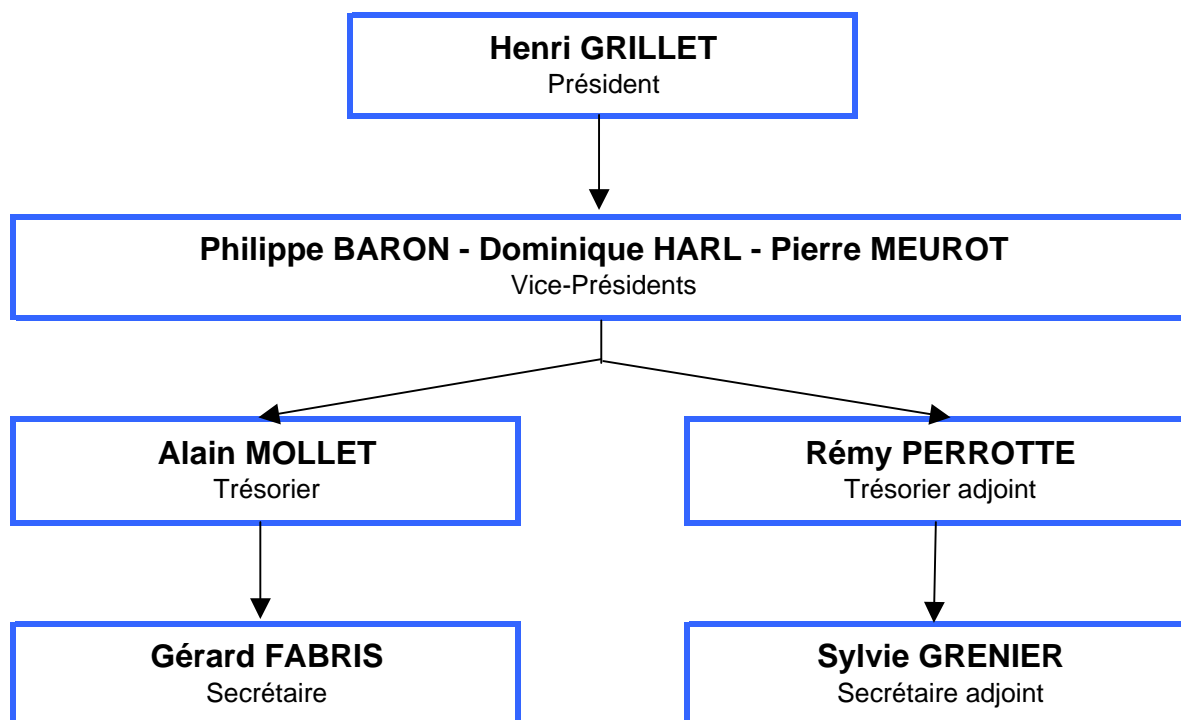 Henri GRILLET
Président
Philippe BARON - Dominique HARL - Pierre MEUROT
Vice-Présidents
Alain MOLLET
Trésorier
Rémy PERROTTE
Trésorier adjoint
Gérard FABRIS
Secrétaire
Sylvie GRENIER
Secrétaire adjoint